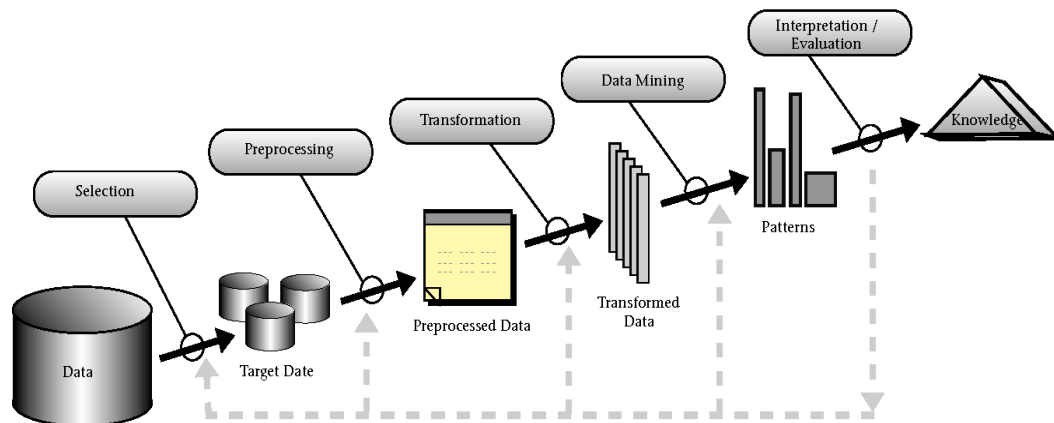 Interpretation /
Evaluation
Data Mining
Transformation
Preprocessing
Selection
Knowledge
Patterns
Transformed
Data
Preprocessed Data
Target Date
Data